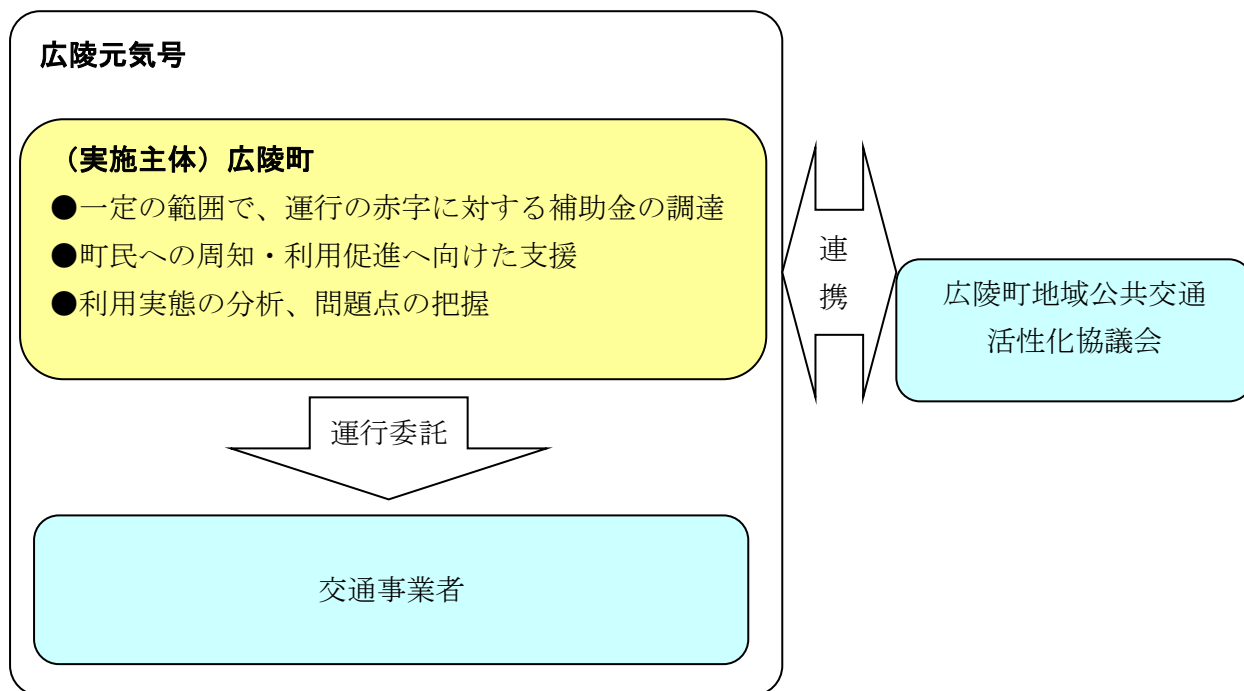 広陵元気号
（実施主体）広陵町
●一定の範囲で、運行の赤字に対する補助金の調達
●町民への周知・利用促進へ向けた支援
●利用実態の分析、問題点の把握
運行委託
交通事業者
連
携
広陵町地域公共交通
活性化協議会